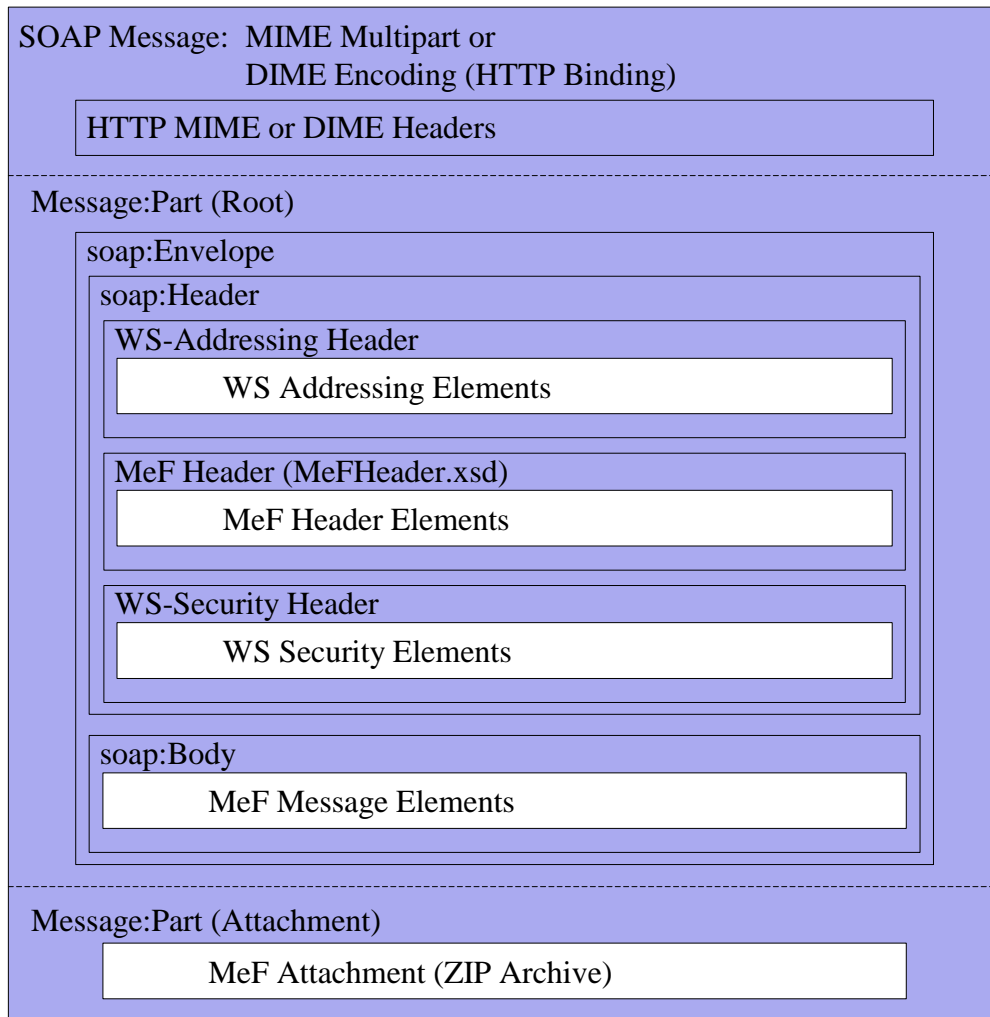 SOAP Message: MIME Multipart or
DIME Encoding (HTTP Binding)
HTTP MIME or DIME Headers
Message:Part (Root)
soap:Envelope
soap:Header
WS-Addressing Header
WS Addressing Elements
MeF Header (MeFHeader.xsd)
MeF Header Elements
WS-Security Header
WS Security Elements
soap:Body
MeF Message Elements
Message:Part (Attachment)
MeF Attachment (ZIP Archive)